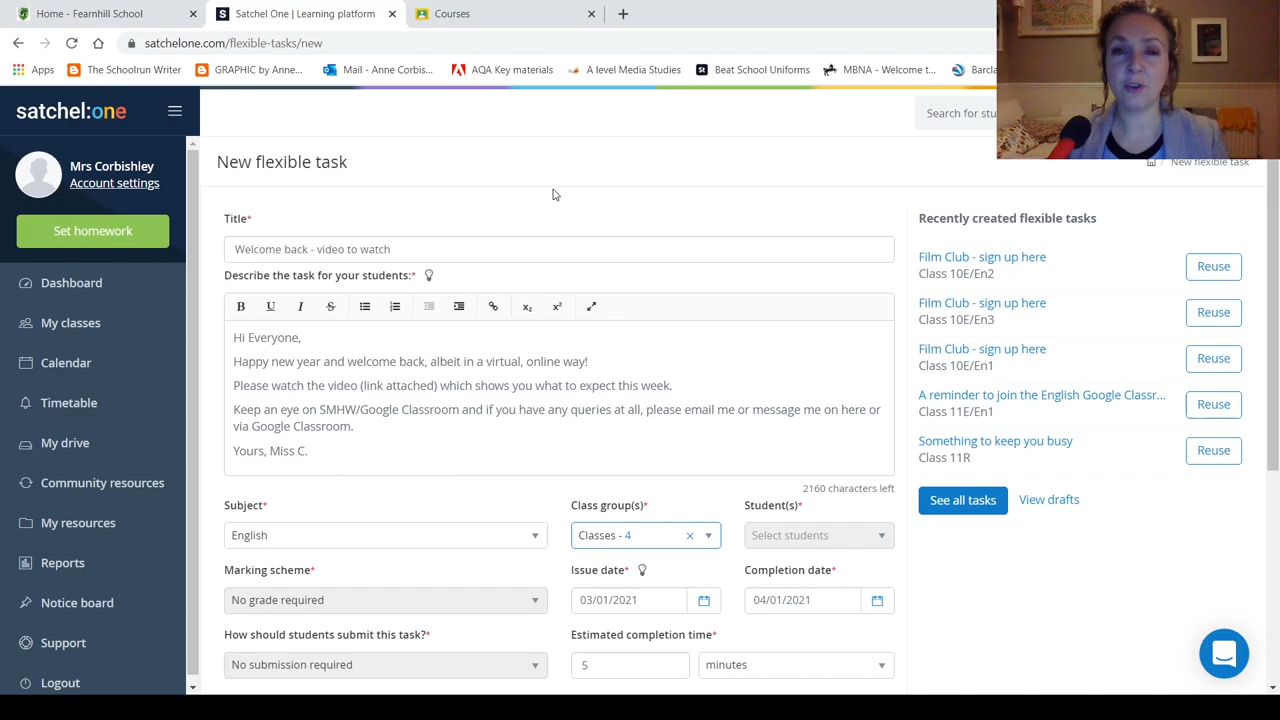 Home - Fearnhill School
Satchel One | Learning platform
Courses
satchelone.com/flexible-tasks/new
Apps
The Schoolrun Writer
GRAPHIC by Anne...
Mail - Anne Corbis...
AQA Key materials
A level Media Studies
St Beat School Uniforms
MBNA - Welcome t...
Barcl
satchel:one
Search for stu
Mrs Corbishley
Account settings
New flexible task
New flexible task
Set homework
Dashboard
My classes
Calendar
Timetable
My drive
Community resources
My resources
Reports
Notice board
Support
Logout
Title*
Welcome back - video to watch
Describe the task for your students:*
B U I S x₂ x²
Hi Everyone,
Happy new year and welcome back, albeit in a virtual, online way!
Please watch the video (link attached) which shows you what to expect this week.
Keep an eye on SMHW/Google Classroom and if you have any queries at all, please email me or message me on here or
via Google Classroom.
Yours, Miss C.
2160 characters left
Subject*
English
Class group(s)*
Classes - 4
Student(s)*
Select students
Marking scheme*
No grade required
Issue date*
03/01/2021
Completion date*
04/01/2021
How should students submit this task?*
No submission required
Estimated completion time*
5
minutes
Recently created flexible tasks
Film Club - sign up here
Class 10E/En2
Reuse
Film Club - sign up here
Class 10E/En3
Reuse
Film Club - sign up here
Class 10E/En1
Reuse
A reminder to join the English Google Classr...
Class 11E/En1
Reuse
Something to keep you busy
Class 11R
Reuse
See all tasks
View drafts